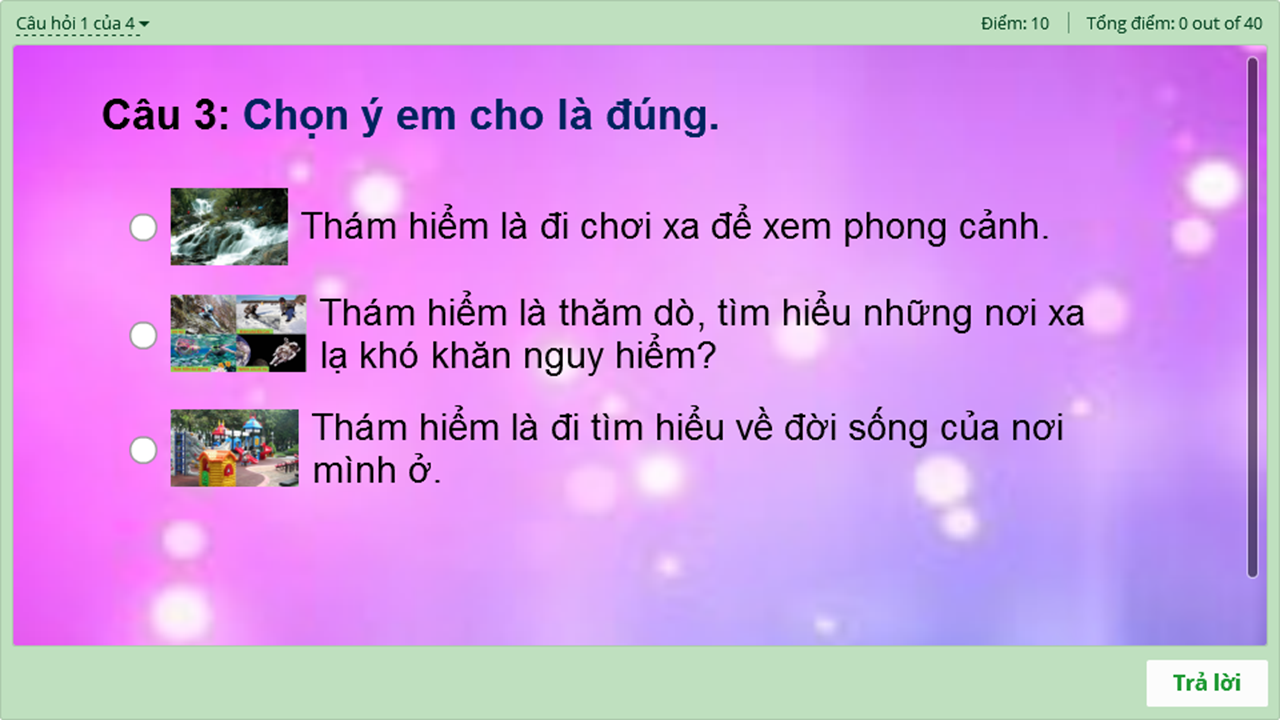 Câu hỏi 1 của 4
Điểm: 10
Tổng điểm: 0 out of 40
Câu 3: Chọn ý em cho là đúng.
Thám hiểm là đi chơi xa để xem phong cảnh.
Thám hiểm là thăm dò, tìm hiểu những nơi xa
lạ khó khăn nguy hiểm?
Thám hiểm là đi tìm hiểu về đời sống của nơi
mình ở.
Trả lời